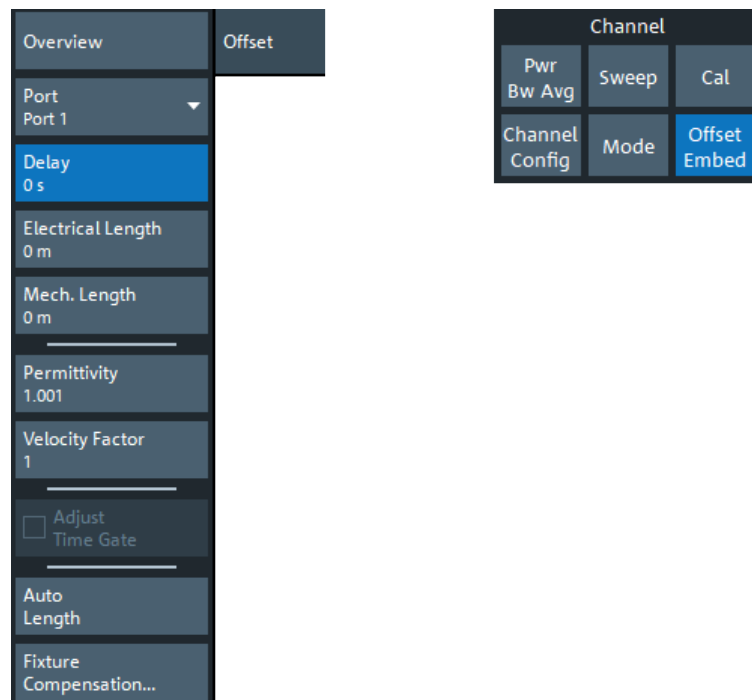 Overview
Offset
Port
Port 1
Delay
0 s
Electrical Length
0 m
Mech. Length
0 m
Permittivity
1.001
Velocity Factor
1
Adjust
Time Gate
Auto
Length
Fixture
Compensation...
Channel
Pwr
Bw Avg
Sweep
Cal
Channel
Config
Mode
Offset
Embed